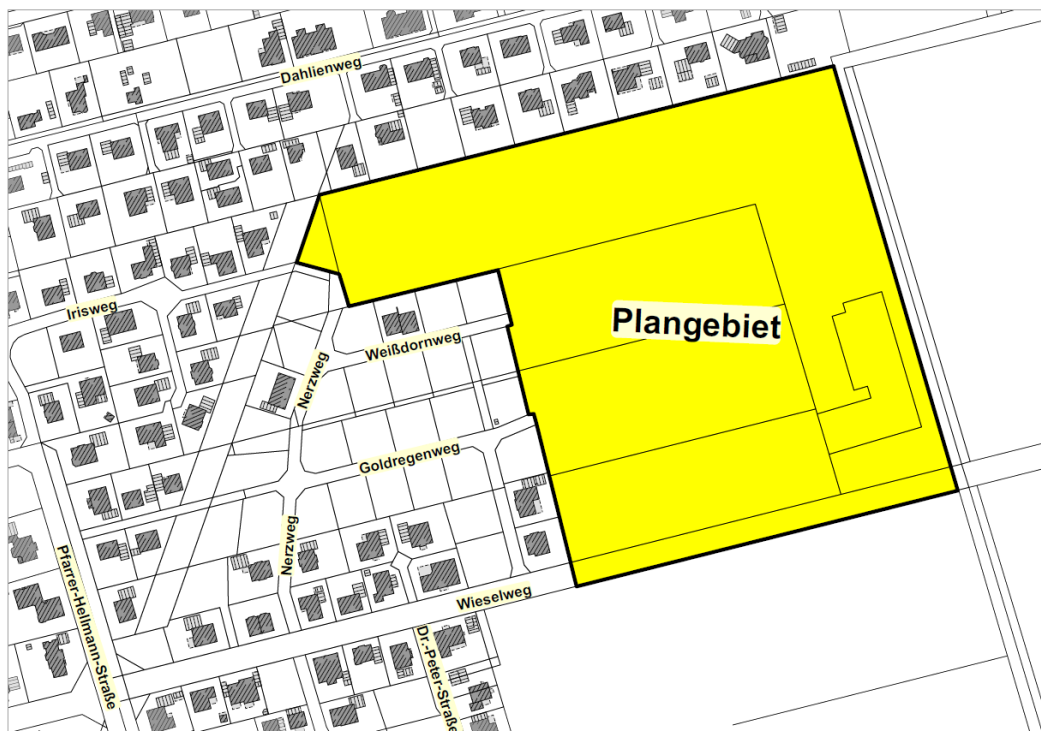 Dahlienweg
Irisweg
Plangebiet
Weißdornweg
Nerzweg
Goldregenweg
Nerzweg
Wieselweg
Pfarrer-Hellmann-Straße
Dr.-Peter-Straße